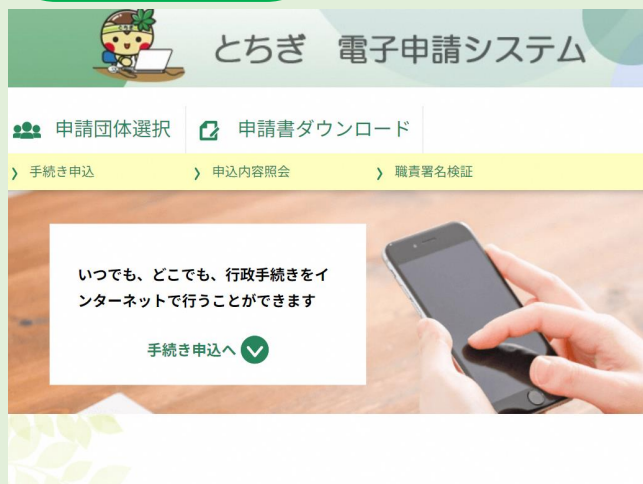 とちぎ 電子申請システム
申請団体選択 申請書ダウンロード
手続き申込 申込内容照会 職責署名検証
いつでも、どこでも、行政手続きをイ
ンターネットで行うことができます
手続き申込へ